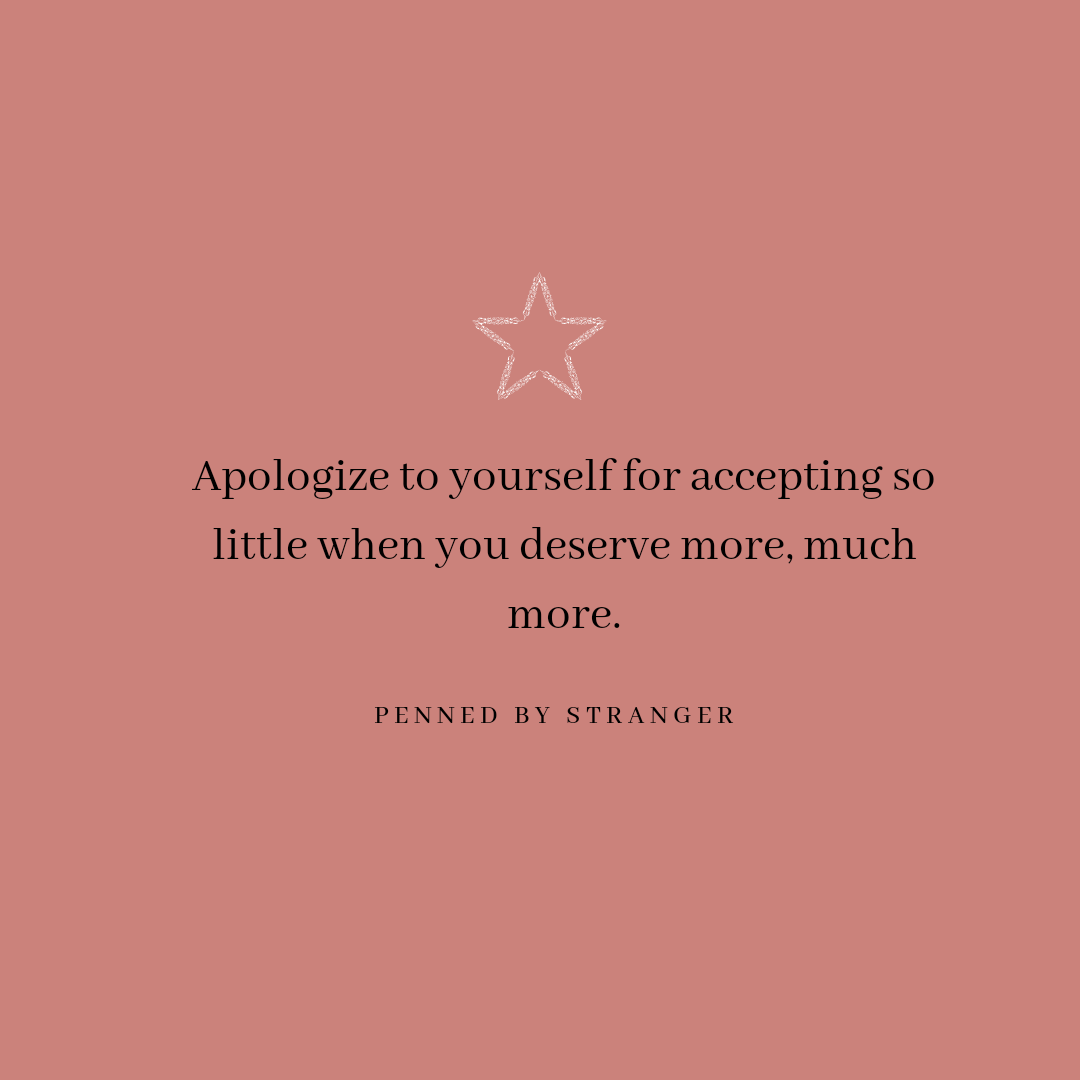 Apologize to yourself for accepting so
little when you deserve more, much
more.
PENNED BY STRANGER